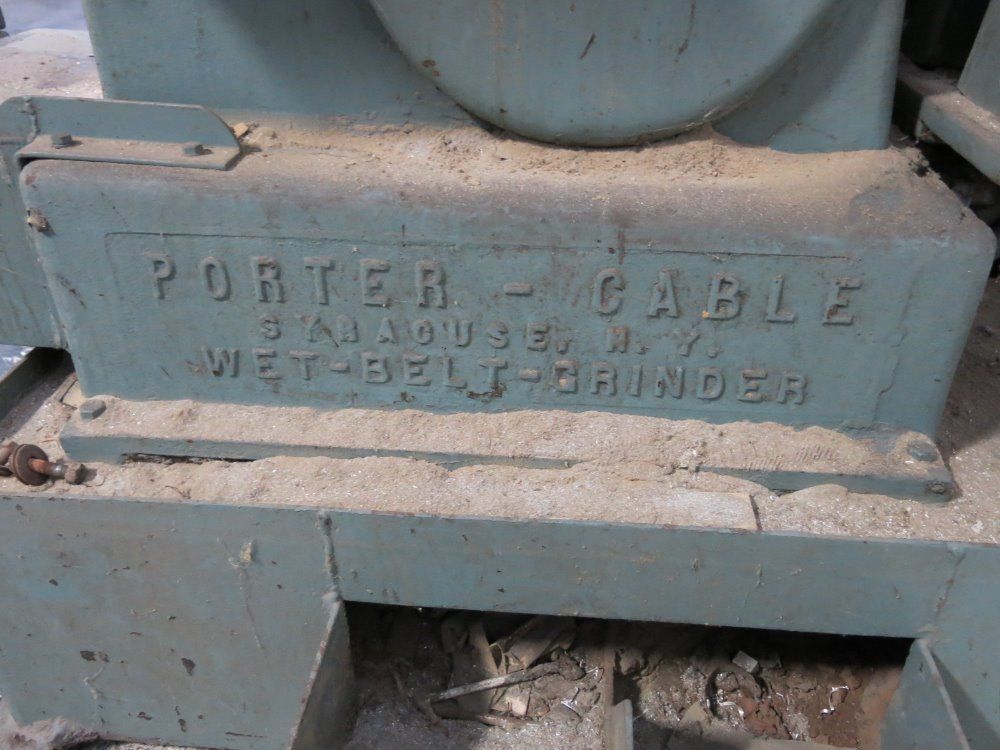 PORTER - CABLE
SYRACUSE, N. Y.
WET-BELT-GRINDER